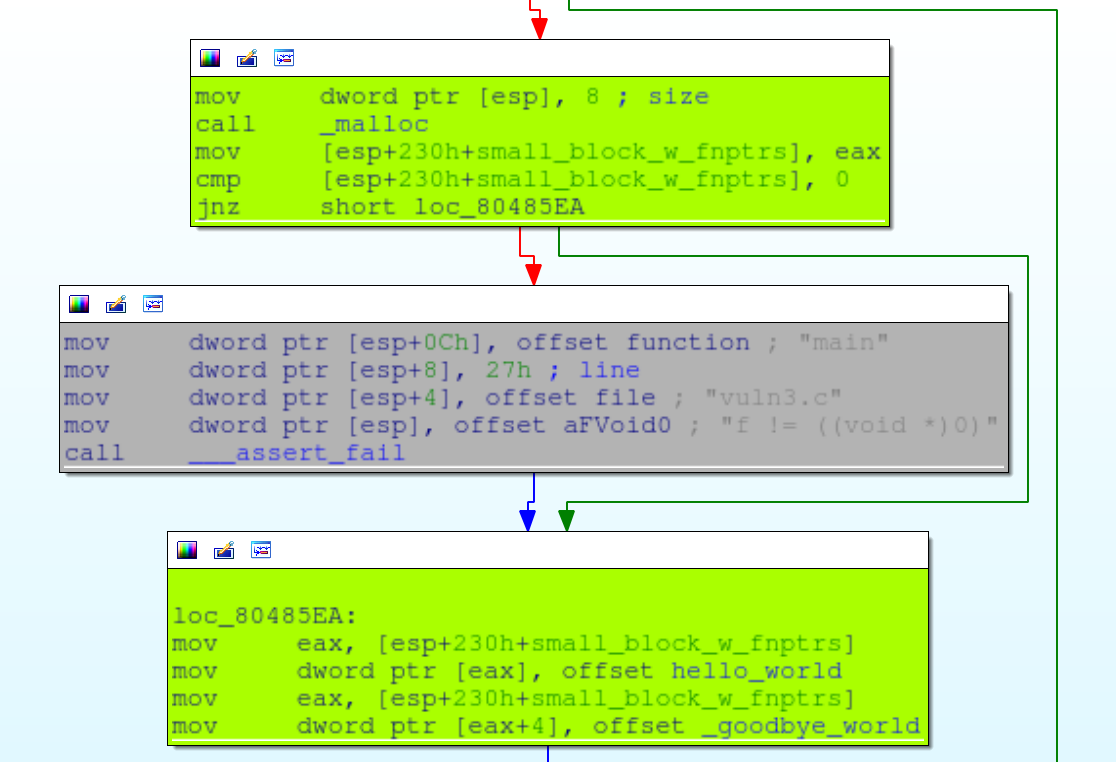 mov dword ptr [esp], 8 ; size
call _malloc
mov [esp+230h+small_block_w_fnptrs], eax
cmp [esp+230h+small_block_w_fnptrs], 0
jnz short loc_80485EA
mov dword ptr [esp+0Ch], offset function ; "main"
mov dword ptr [esp+8], 27h ; line
mov dword ptr [esp+4], offset file ; "vuln3.c"
mov dword ptr [esp], offset aFVoid0 ; "f != ((void *)0)"
call ___assert_fail
loc_80485EA:
mov eax, [esp+230h+small_block_w_fnptrs]
mov dword ptr [eax], offset hello_world
mov eax, [esp+230h+small_block_w_fnptrs]
mov dword ptr [eax+4], offset _goodbye_world